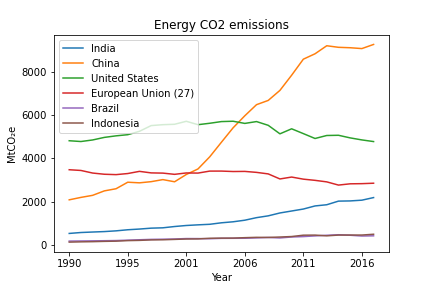 Energy CO2 emissions
India
China
United States
European Union (27)
Brazil
Indonesia
MtCO₂e
8000
6000
4000
2000
0
1990
1995
2001
2006
2011
2017
Year